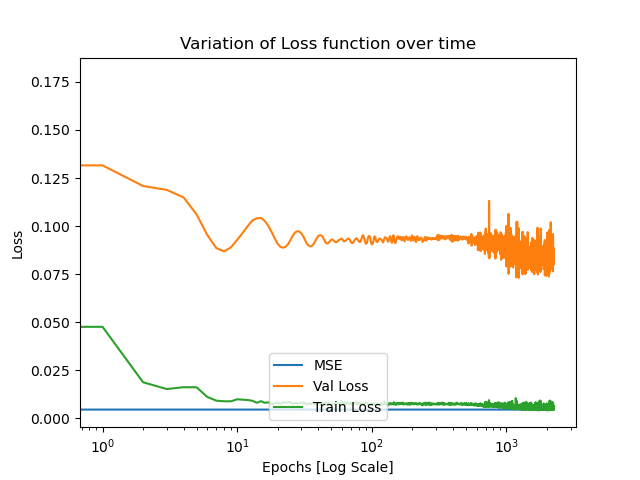 Variation of Loss function over time
Loss
0.175
0.150
0.125
0.100
0.075
0.050
0.025
0.000
MSE
Val Loss
Train Loss
10⁰ 10¹ 10² 10³
Epochs [Log Scale]